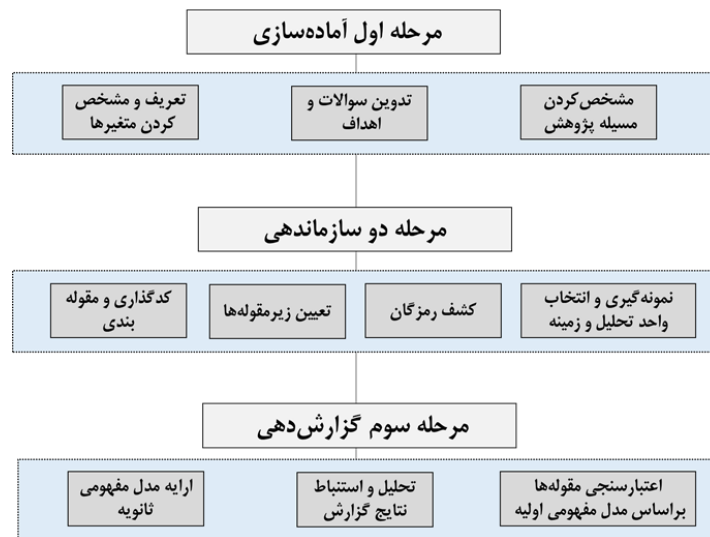 مرحله اول آماده‌سازی
مشخص‌کردن
مسیله پژوهش
تدوین سوالات و
اهداف
تعریف و مشخص
کردن متغیرها
مرحله دو سازماندهی
نمونه‌گیری و انتخاب
واحد تحلیل و زمینه
کشف رمزگان
تعیین زیرمقوله‌ها
کدگذاری و مقوله
بندی
مرحله سوم گزارش‌دهی
اعتبارسنجی مقوله‌ها
براساس مدل مفهومی اولیه
تحلیل و استنباط
نتایج گزارش
ارایه مدل مفهومی
ثانویه